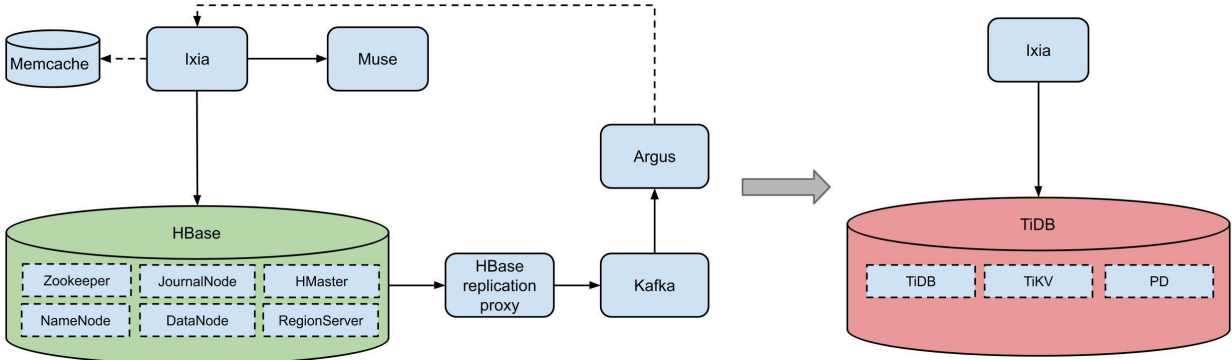 Memcache
Ixia
Muse
Argus
Ixia
HBase
Zookeeper
JournalNode
HMaster
NameNode
DataNode
RegionServer
HBase
replication
proxy
Kafka
TiDB
TiDB
TiKV
PD